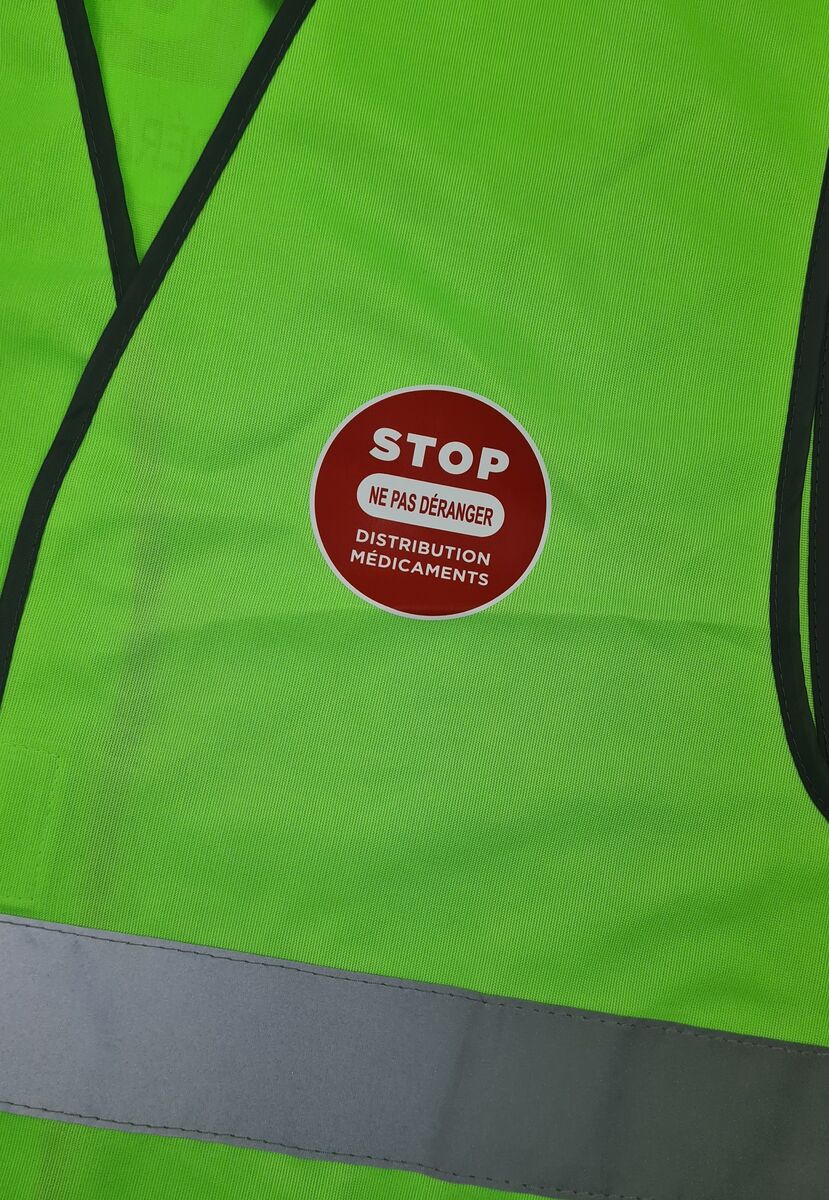 STOP
NE PAS DÉRANGER
DISTRIBUTION
MÉDICAMENTS